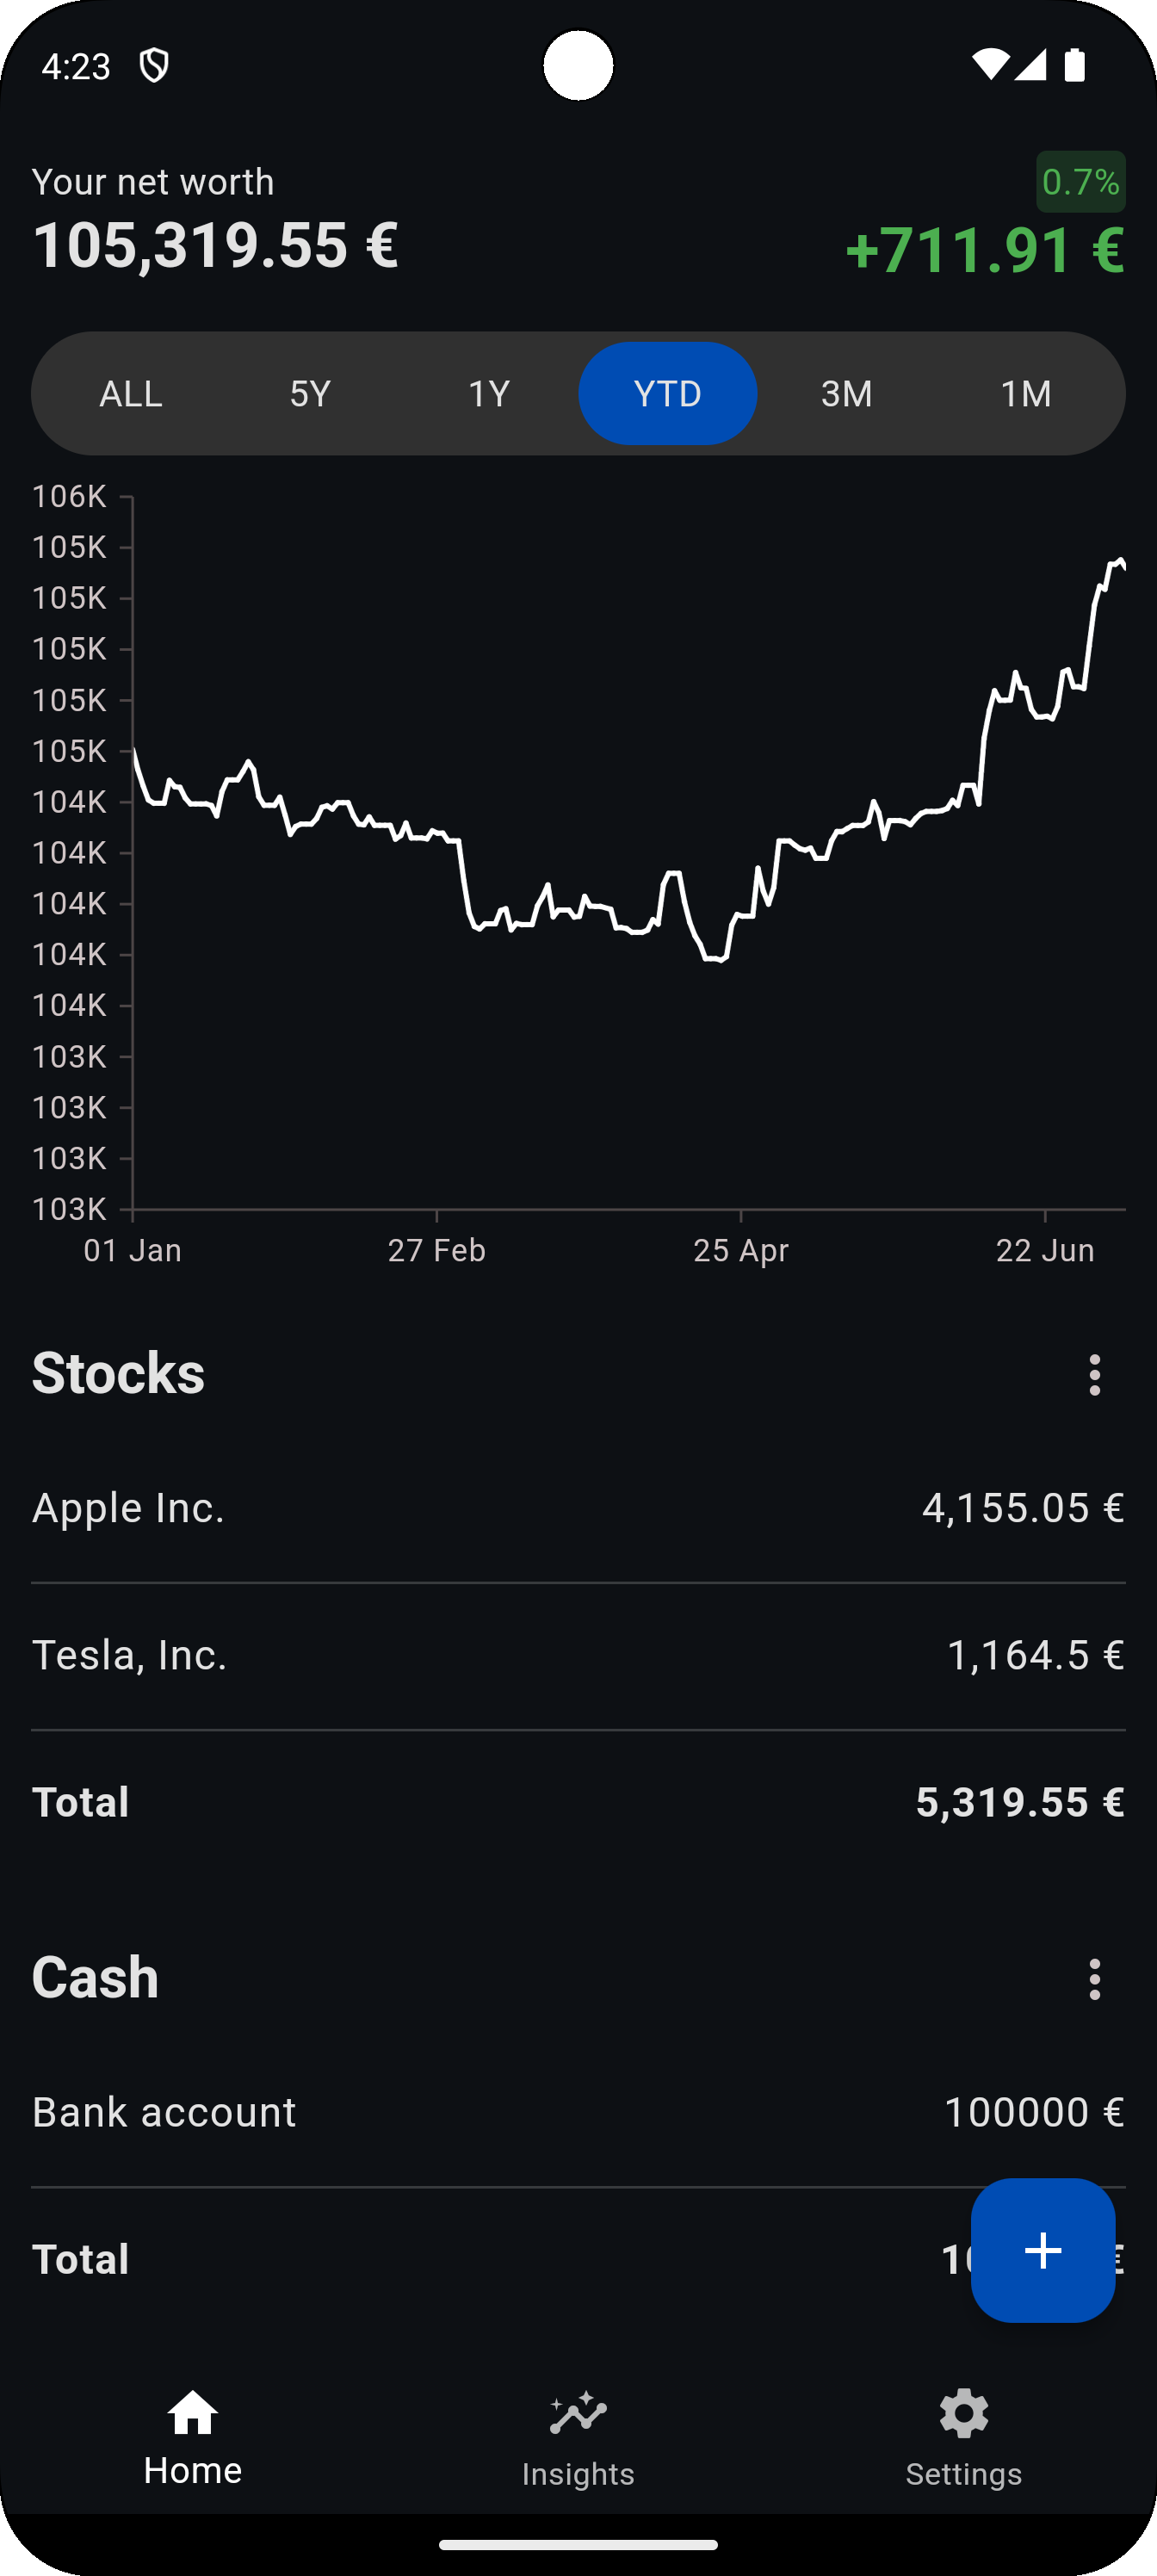 4:23
Your net worth
0.7%
105,319.55 €
+711.91 €
ALL 5Y 1Y YTD 3M 1M
106K
105K
105K
105K
105K
105K
104K
104K
104K
104K
104K
103K
103K
103K
103K
01 Jan 27 Feb 25 Apr 22 Jun
Stocks
Apple Inc. 4,155.05 €
Tesla, Inc. 1,164.5 €
Total 5,319.55 €
Cash
Bank account 100000 €
Total
Home Insights Settings